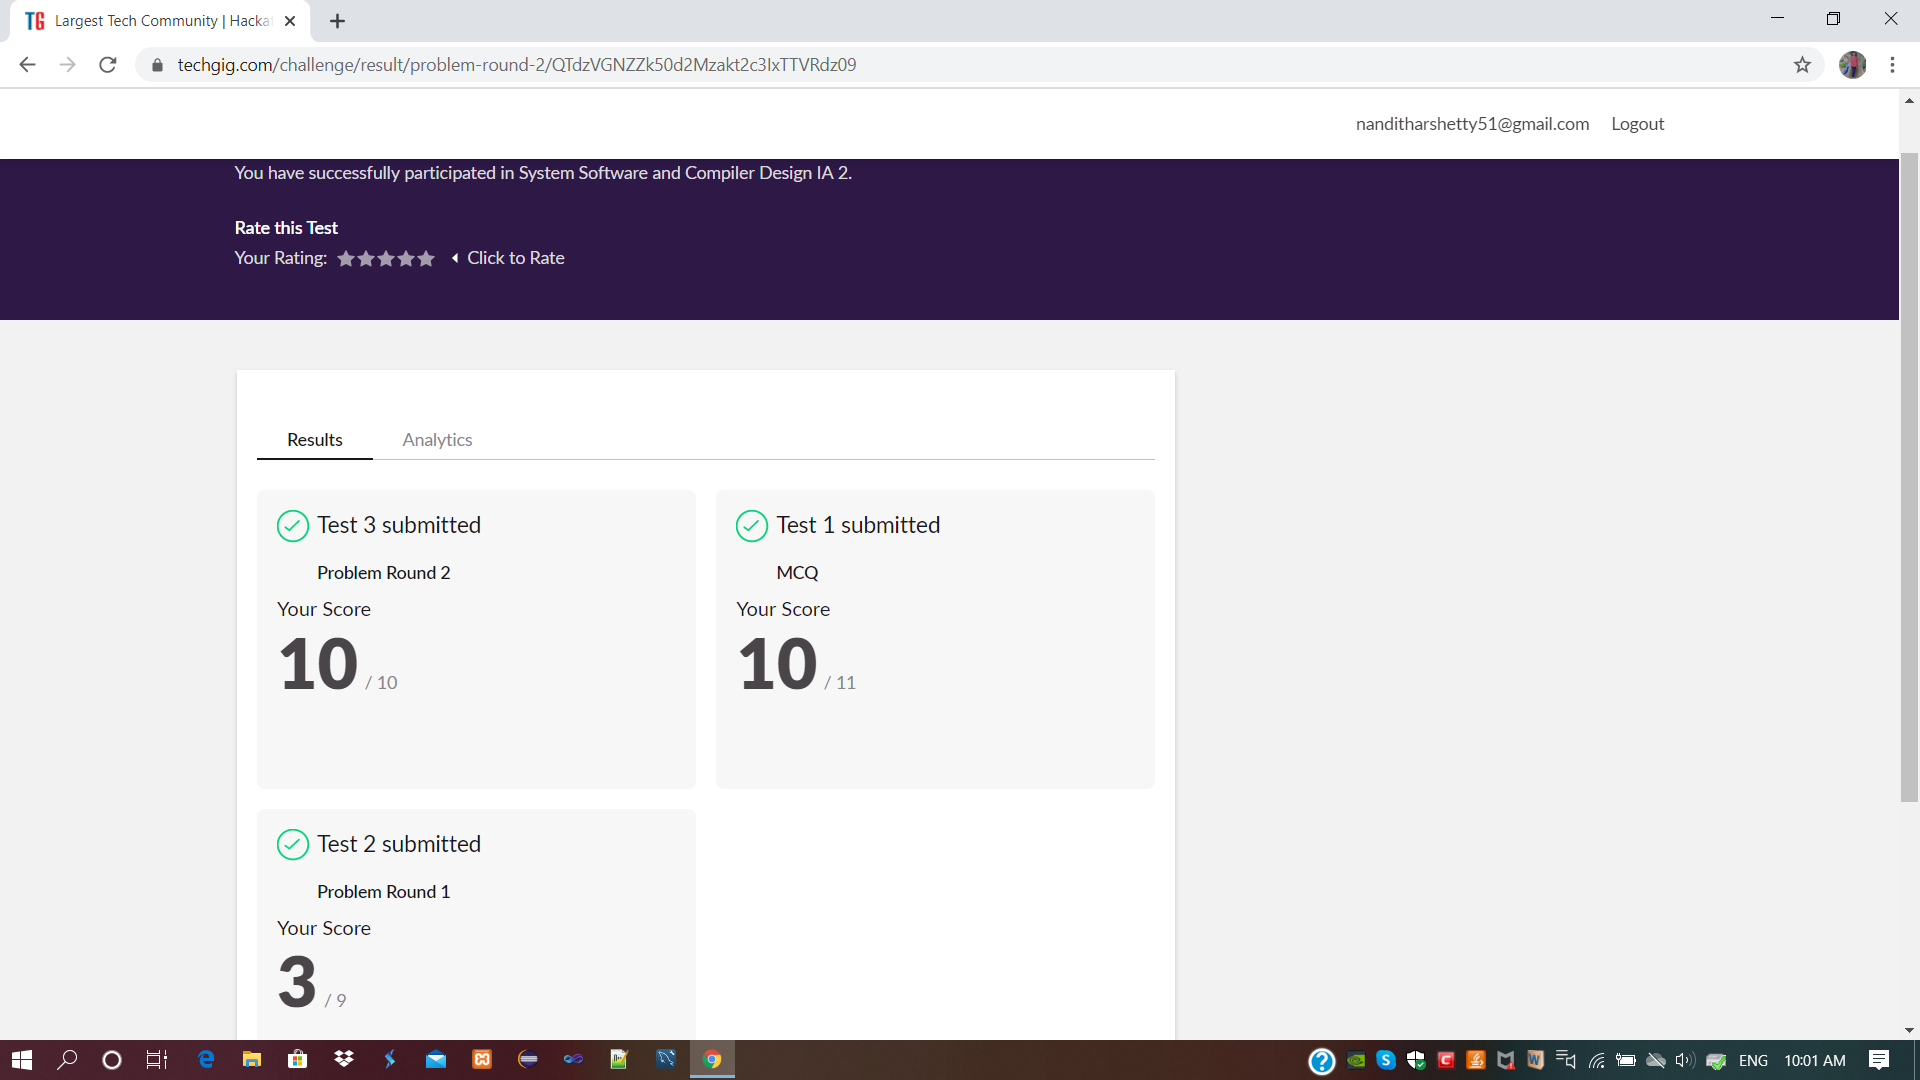 TG Largest Tech Community | Hacka
techgig.com/challenge/result/problem-round-2/QTdzVGNZZk50d2Mzakt2c3IxTTVRdz09
nanditharshetty51@gmail.com Logout
You have successfully participated in System Software and Compiler Design IA 2.
Rate this Test
Your Rating: Click to Rate
Results Analytics
Test 3 submitted
Problem Round 2
Your Score
10 / 10
Test 1 submitted
MCQ
Your Score
10 / 11
Test 2 submitted
Problem Round 1
Your Score
3 / 9
ENG 10:01 AM